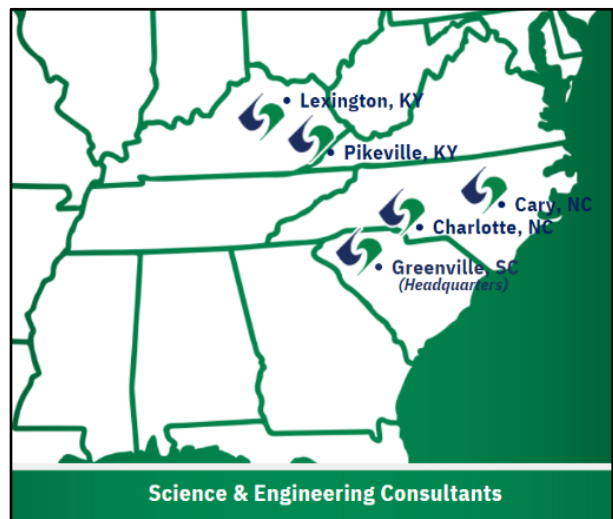 Lexington, KY
Pikeville, KY
Cary, NC
Charlotte, NC
Greenville, SC
(Headquarters)
Science & Engineering Consultants